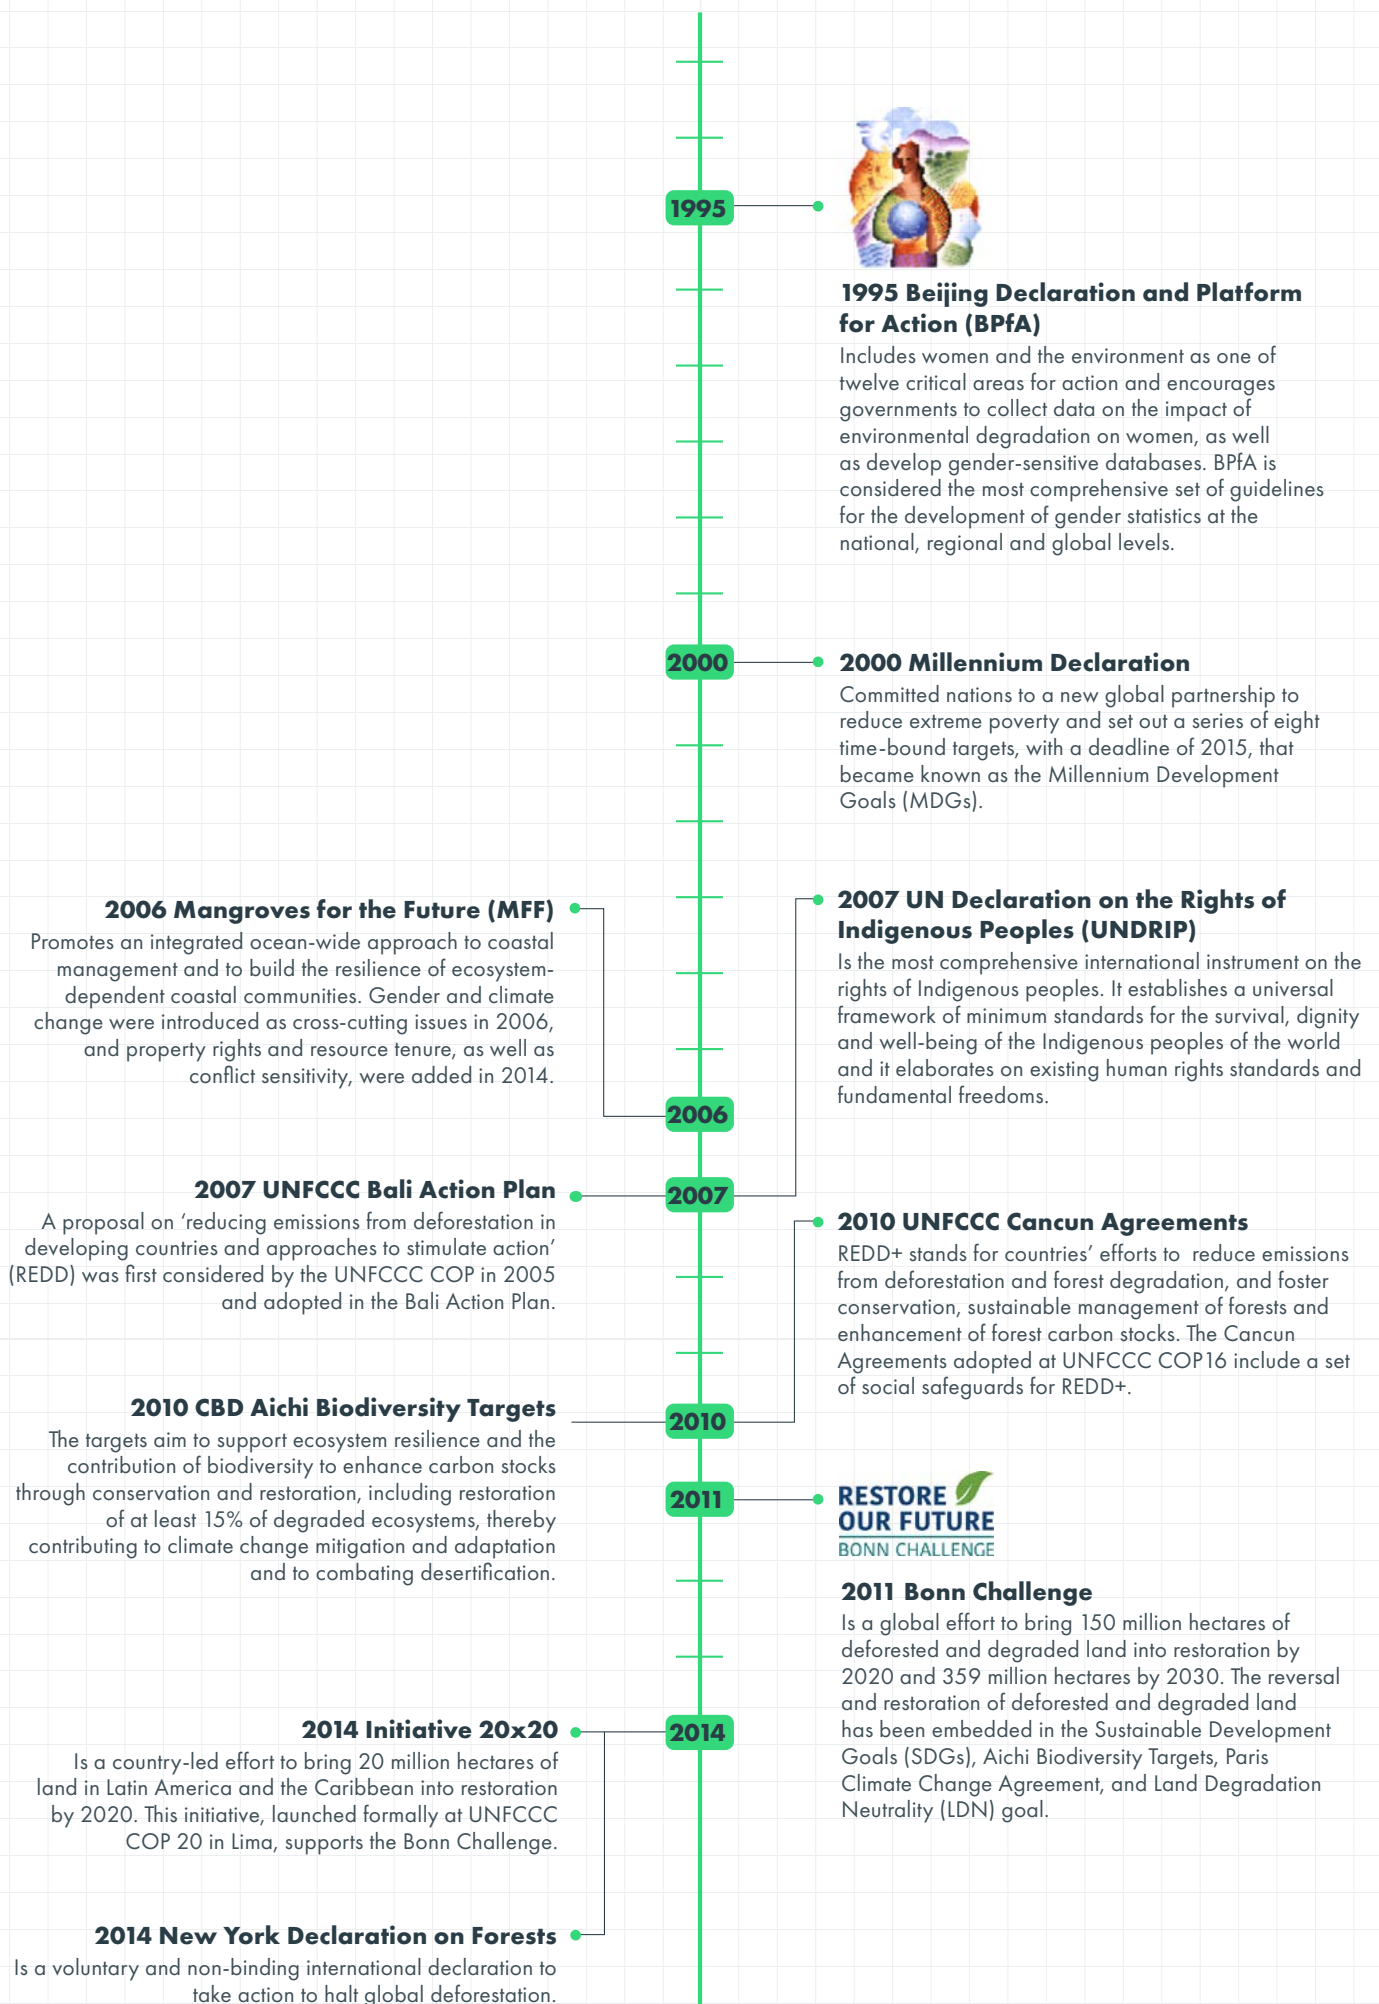 1995
1995 Beijing Declaration and Platform
for Action (BPfA)
Includes women and the environment as one of
twelve critical areas for action and encourages
governments to collect data on the impact of
environmental degradation on women, as well
as develop gender-sensitive databases. BPfA is
considered the most comprehensive set of guidelines
for the development of gender statistics at the
national, regional and global levels.
2000
2000 Millennium Declaration
Committed nations to a new global partnership to
reduce extreme poverty and set out a series of eight
time-bound targets, with a deadline of 2015, that
became known as the Millennium Development
Goals (MDGs).
2006 Mangroves for the Future (MFF)
Promotes an integrated ocean-wide approach to coastal
management and to build the resilience of ecosystem-
dependent coastal communities. Gender and climate
change were introduced as cross-cutting issues in 2006,
and property rights and resource tenure, as well as
conflict sensitivity, were added in 2014.
2006
2007 UN Declaration on the Rights of
Indigenous Peoples (UNDRIP)
Is the most comprehensive international instrument on the
rights of Indigenous peoples. It establishes a universal
framework of minimum standards for the survival, dignity
and well-being of the Indigenous peoples of the world
and it elaborates on existing human rights standards and
fundamental freedoms.
2007 UNFCCC Bali Action Plan
A proposal on ‘reducing emissions from deforestation in
developing countries and approaches to stimulate action’
(REDD) was first considered by the UNFCCC COP in 2005
and adopted in the Bali Action Plan.
2007
2010 UNFCCC Cancun Agreements
REDD+ stands for countries’ efforts to  reduce emissions
from deforestation and forest degradation, and foster
conservation, sustainable management of forests and
enhancement of forest carbon stocks. The Cancun
Agreements adopted at UNFCCC COP16 include a set
of social safeguards for REDD+.
2010 CBD Aichi Biodiversity Targets
The targets aim to support ecosystem resilience and the
contribution of biodiversity to enhance carbon stocks
through conservation and restoration, including restoration
of at least 15% of degraded ecosystems, thereby
contributing to climate change mitigation and adaptation
and to combating desertification.
2010
2011
RESTORE
OUR FUTURE
BONN CHALLENGE
2011 Bonn Challenge
Is a global effort to bring 150 million hectares of
deforested and degraded land into restoration by
2020 and 359 million hectares by 2030. The reversal
and restoration of deforested and degraded land
has been embedded in the Sustainable Development
Goals (SDGs), Aichi Biodiversity Targets, Paris
Climate Change Agreement, and Land Degradation
Neutrality (LDN) goal.
2014 Initiative 20x20
Is a country-led effort to bring 20 million hectares of
land in Latin America and the Caribbean into restoration
by 2020. This initiative, launched formally at UNFCCC
COP 20 in Lima, supports the Bonn Challenge.
2014
2014 New York Declaration on Forests
Is a voluntary and non-binding international declaration to
take action to halt global deforestation.